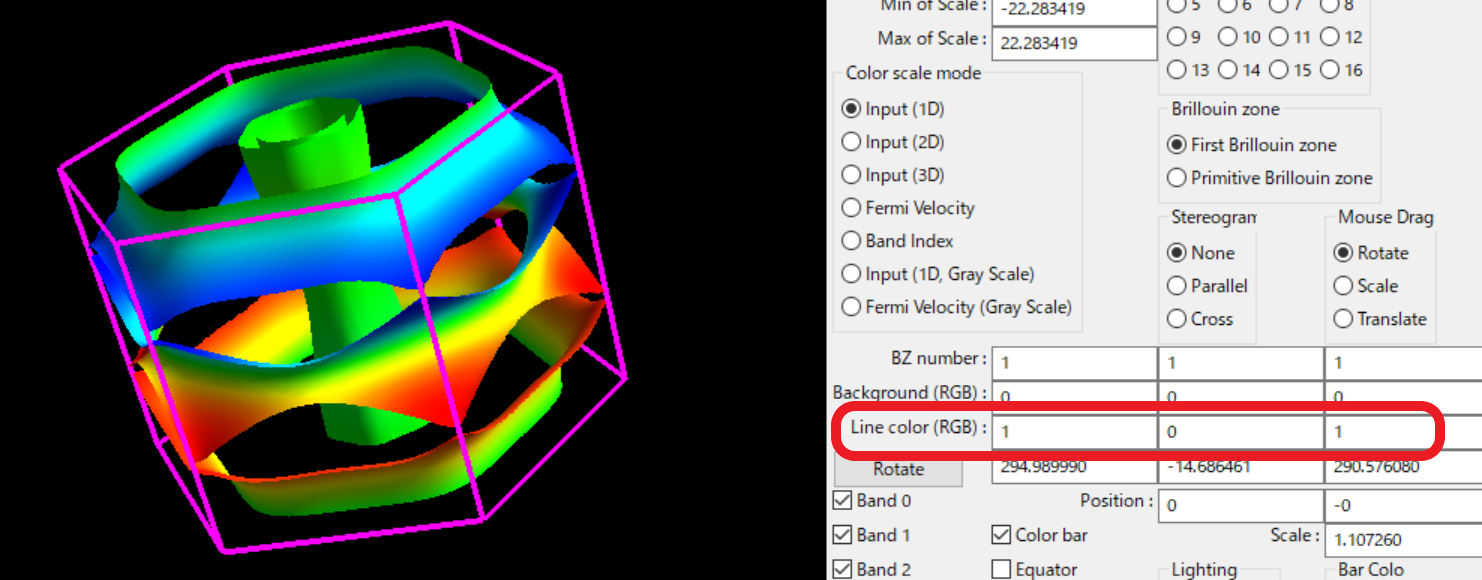 Min of Scale : -22.283419 5 6 7 8
Max of Scale : 22.283419 9 10 11 12
13 14 15 16
Color scale mode
Input (1D)
Input (2D)
Input (3D)
Fermi Velocity
Band Index
Input (1D, Gray Scale)
Fermi Velocity (Gray Scale)
Brillouin zone
First Brillouin zone
Primitive Brillouin zone
Stereogram
None
Parallel
Cross
Mouse Drag
Rotate
Scale
Translate
BZ number : 1 1 1
Background (RGB) : 0 0 0
Line color (RGB) : 1 0 1
Rotate 294.989990 -14.686461 290.576080
Band 0 Position : 0 -0
Band 1 Color bar Scale : 1.107260
Band 2 Equator Lighting Bar Colo